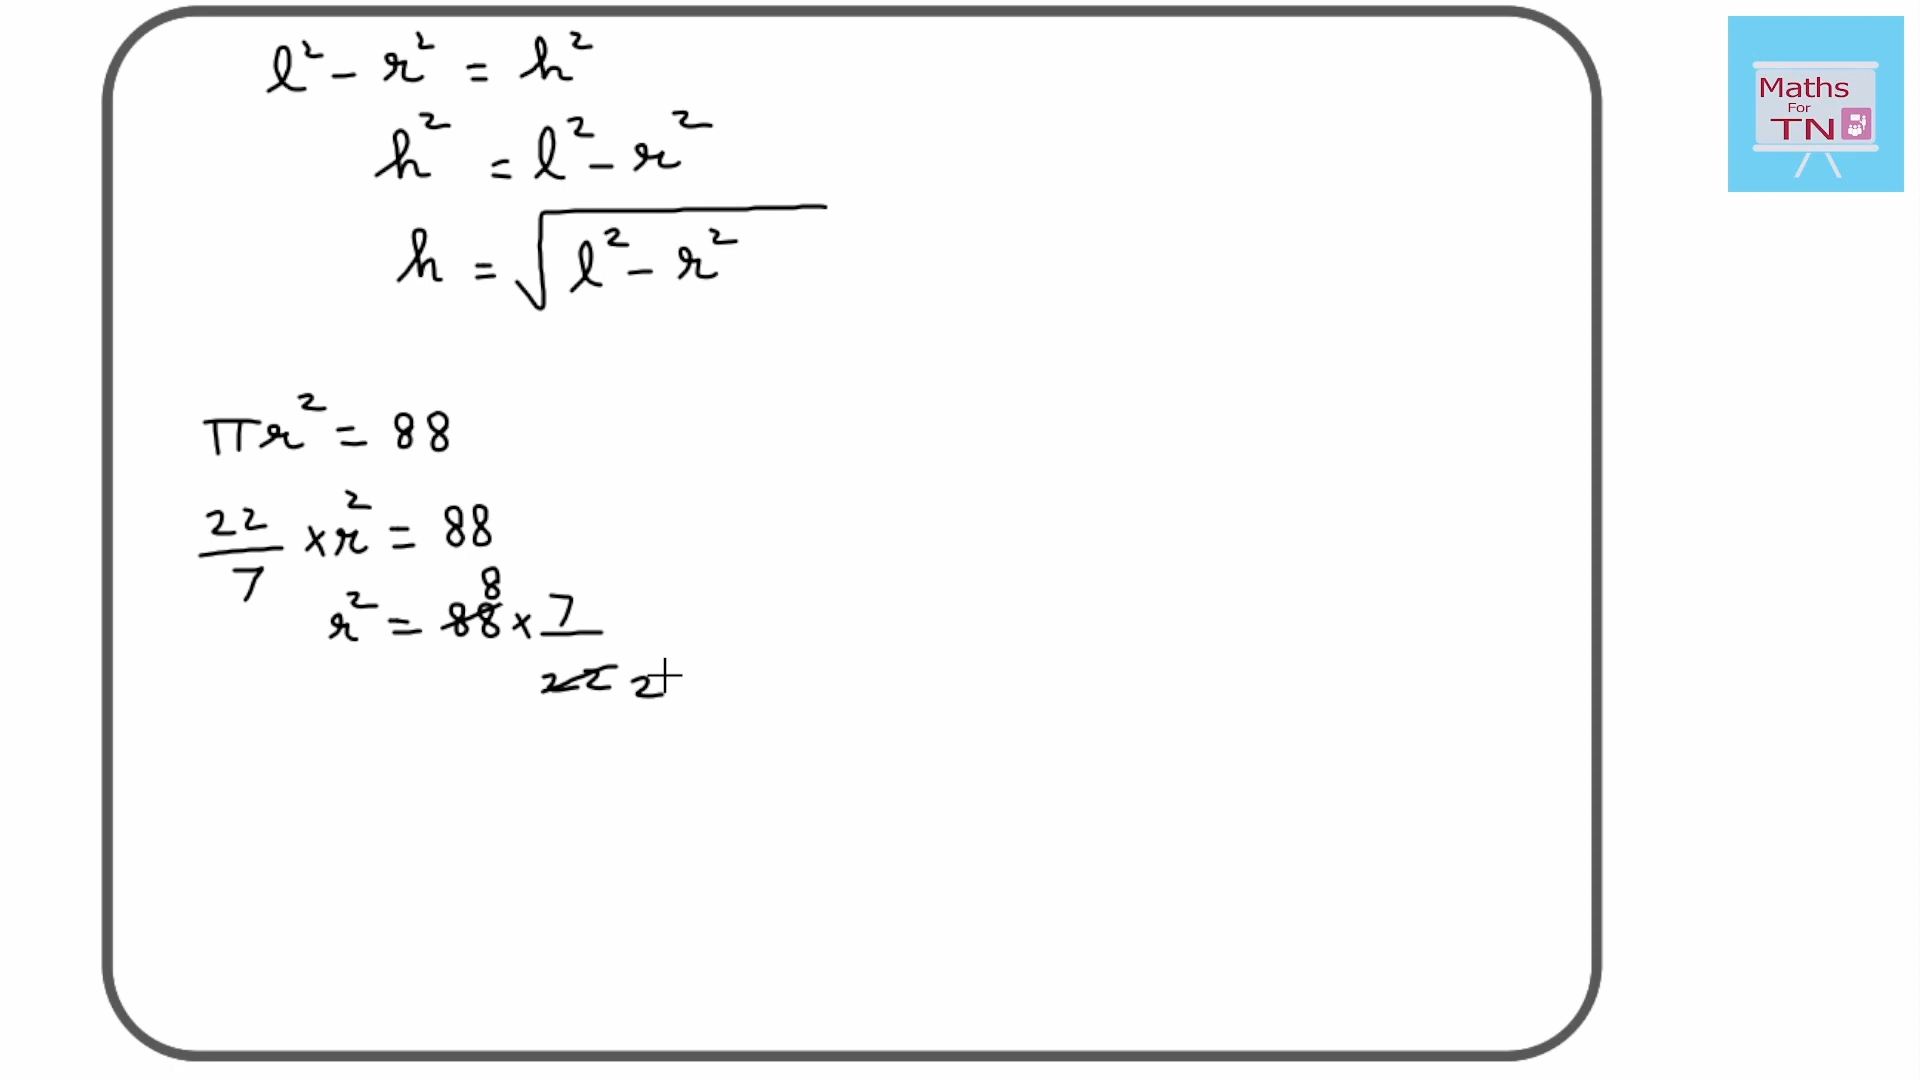 l² - r² = h²
h² = l² - r²
h = √(l² - r²)
πr² = 88
22/7 × r² = 88
8
r² = 88 × 7/22 2
Maths
For
TN